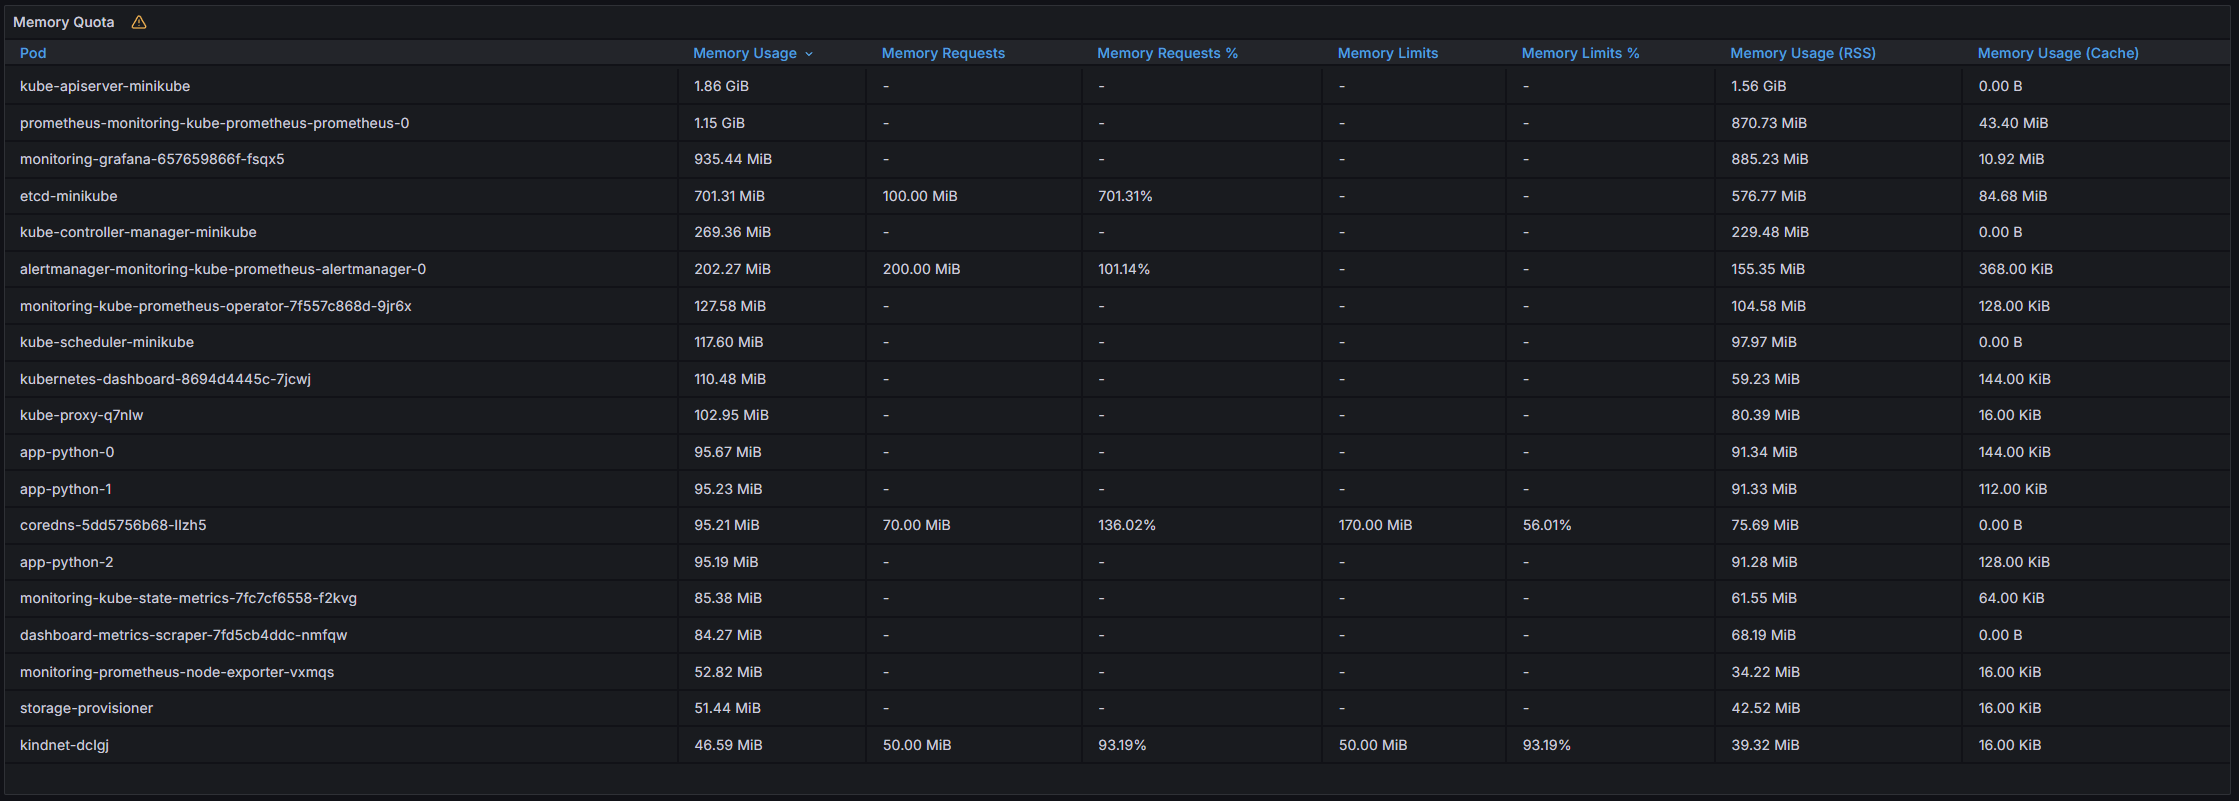 Memory Quota
Pod Memory Usage Memory Requests Memory Requests % Memory Limits Memory Limits % Memory Usage (RSS) Memory Usage (Cache)
kube-apiserver-minikube 1.86 GiB - - - - 1.56 GiB 0.00 B
prometheus-monitoring-kube-prometheus-prometheus-0 1.15 GiB - - - - 870.73 MiB 43.40 MiB
monitoring-grafana-657659866f-fsqx5 935.44 MiB - - - - 885.23 MiB 10.92 MiB
etcd-minikube 701.31 MiB 100.00 MiB 701.31% - - 576.77 MiB 84.68 MiB
kube-controller-manager-minikube 269.36 MiB - - - - 229.48 MiB 0.00 B
alertmanager-monitoring-kube-prometheus-alertmanager-0 202.27 MiB 200.00 MiB 101.14% - - 155.35 MiB 368.00 KiB
monitoring-kube-prometheus-operator-7f557c868d-9jr6x 127.58 MiB - - - - 104.58 MiB 128.00 KiB
kube-scheduler-minikube 117.60 MiB - - - - 97.97 MiB 0.00 B
kubernetes-dashboard-8694d4445c-7jcwj 110.48 MiB - - - - 59.23 MiB 144.00 KiB
kube-proxy-q7nlw 102.95 MiB - - - - 80.39 MiB 16.00 KiB
app-python-0 95.67 MiB - - - - 91.34 MiB 144.00 KiB
app-python-1 95.23 MiB - - - - 91.33 MiB 112.00 KiB
coredns-5dd5756b68-llzh5 95.21 MiB 70.00 MiB 136.02% 170.00 MiB 56.01% 75.69 MiB 0.00 B
app-python-2 95.19 MiB - - - - 91.28 MiB 128.00 KiB
monitoring-kube-state-metrics-7fc7cf6558-f2kvg 85.38 MiB - - - - 61.55 MiB 64.00 KiB
dashboard-metrics-scraper-7fd5cb4ddc-nmfqw 84.27 MiB - - - - 68.19 MiB 0.00 B
monitoring-prometheus-node-exporter-vxmqs 52.82 MiB - - - - 34.22 MiB 16.00 KiB
storage-provisioner 51.44 MiB - - - - 42.52 MiB 16.00 KiB
kindnet-dclgj 46.59 MiB 50.00 MiB 93.19% 50.00 MiB 93.19% 39.32 MiB 16.00 KiB